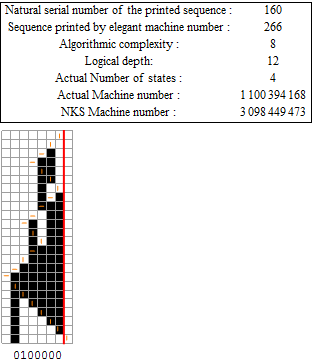 Natural serial number of the printed sequence : 160
Sequence printed by elegant machine number : 266
Algorithmic complexity : 8
Logical depth: 12
Actual Number of states : 4
Actual Machine number : 1 100 394 168
NKS Machine number : 3 098 449 473
0100000